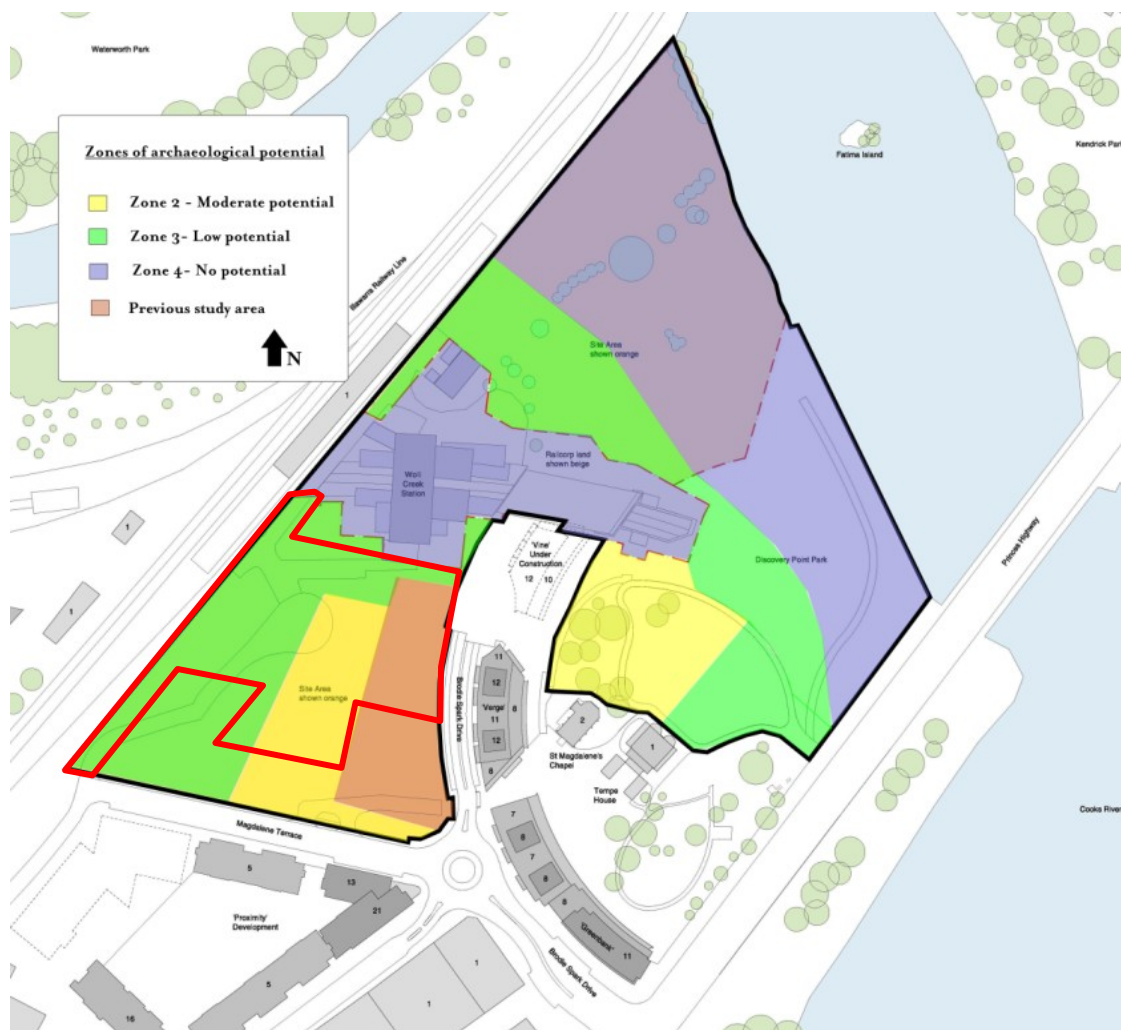 Waterworth Park
Zones of archaeological potential
Zone 2 - Moderate potential
Zone 3- Low potential
Zone 4- No potential
Previous study area
N
Illawarra Railway Line
Fatima Island
Kendrick Park
Site Area
shown orange
1
Railcorp land
shown beige
Wolli
Creek
Station
1
'Vine'
Under
Construction
12 10
Discovery Point Park
Princes Highway
1
Site Area
shown orange
Brodie Spark Drive
11
12
'Verge'
11
8
12
8
2
St Magdalene's
Chapel
1
Tempe
House
Cooks River
Magdalene Terrace
5
13
21
'Proximity'
Development
5
16
7
8
7
8
8
'Greenbank'
11
Brodie Spark Drive
1
1